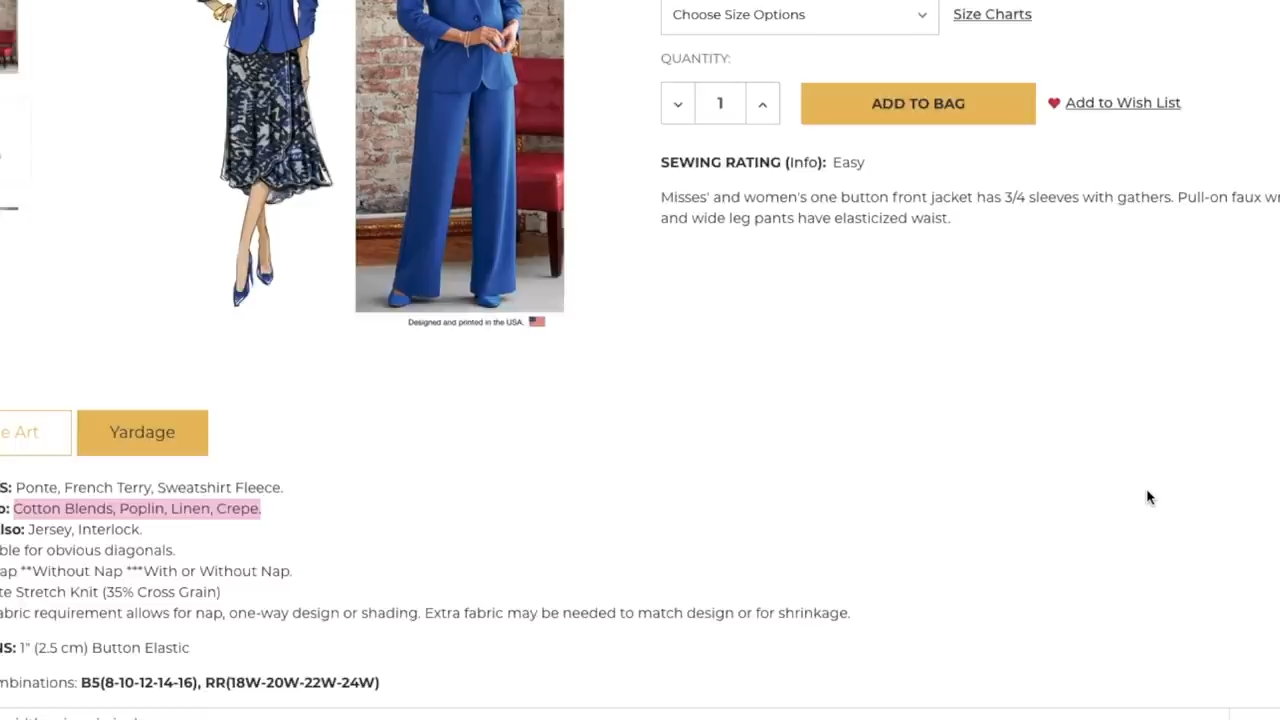 Choose Size Options
Size Charts
QUANTITY:
1
ADD TO BAG
Add to Wish List
SEWING RATING (Info): Easy
Misses' and women's one button front jacket has 3/4 sleeves with gathers. Pull-on faux
and wide leg pants have elasticized waist.
Designed and printed in the USA.
e Art
Yardage
S: Ponte, French Terry, Sweatshirt Fleece.
o: Cotton Blends, Poplin, Linen, Crepe.
lso: Jersey, Interlock.
ble for obvious diagonals.
ap **Without Nap ***With or Without Nap.
te Stretch Knit (35% Cross Grain)
abric requirement allows for nap, one-way design or shading. Extra fabric may be needed to match design or for shrinkage.
NS: 1" (2.5 cm) Button Elastic
mbinations: B5(8-10-12-14-16), RR(18W-20W-22W-24W)